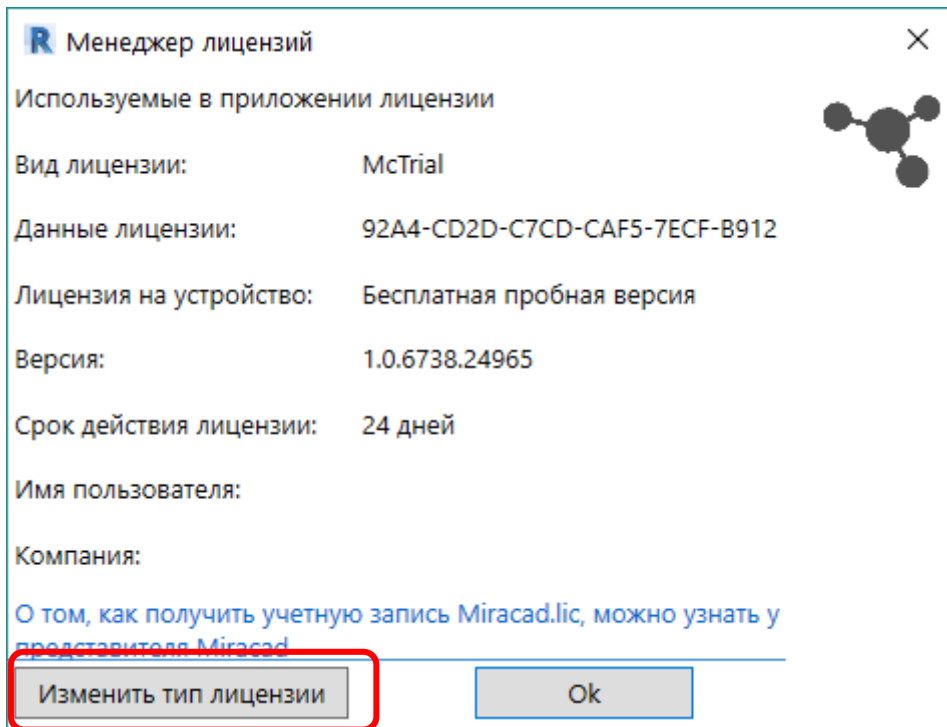 R Менеджер лицензий
Используемые в приложении лицензии
Вид лицензии: McTrial
Данные лицензии: 92A4-CD2D-C7CD-CAF5-7ECF-B912
Лицензия на устройство: Бесплатная пробная версия
Версия: 1.0.6738.24965
Срок действия лицензии: 24 дней
Имя пользователя:
Компания:
О том, как получить учетную запись Miracad.lic, можно узнать у
представителя Miracad
Изменить тип лицензии Ok